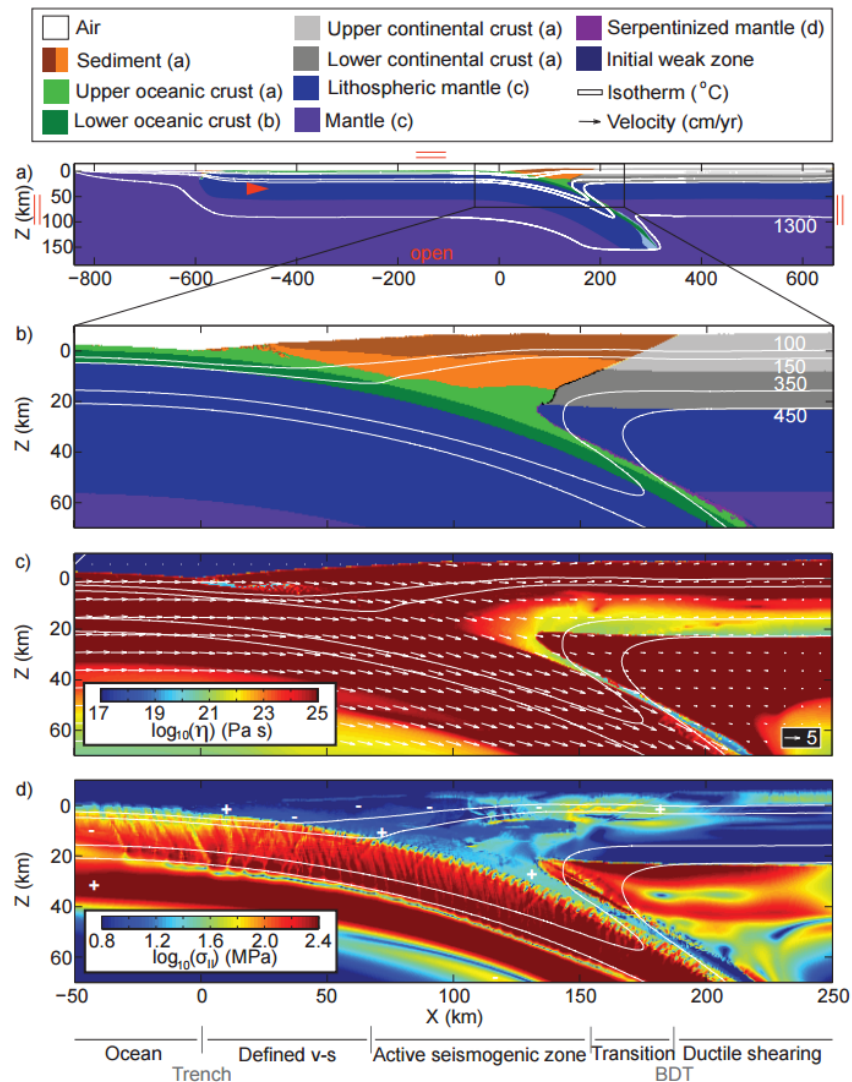 Air
Sediment (a)
Upper oceanic crust (a)
Lower oceanic crust (b)
Upper continental crust (a)
Lower continental crust (a)
Lithospheric mantle (c)
Mantle (c)
Serpentinized mantle (d)
Initial weak zone
Isotherm (°C)
Velocity (cm/yr)
a)
Z (km)
0
50
100
150
1300
open
−800 −600 −400 −200 0 200 400 600
b)
Z (km)
0
20
40
60
100
150
350
450
c)
Z (km)
0
20
40
60
17 19 21 23 25
log10(η) (Pa s)
5
d)
Z (km)
0
20
40
60
0.8 1.2 1.6 2.0 2.4
log10(σII) (MPa)
−50 0 50 100 150 200 250
X (km)
Ocean Defined v-s Active seismogenic zone Transition Ductile shearing
Trench BDT